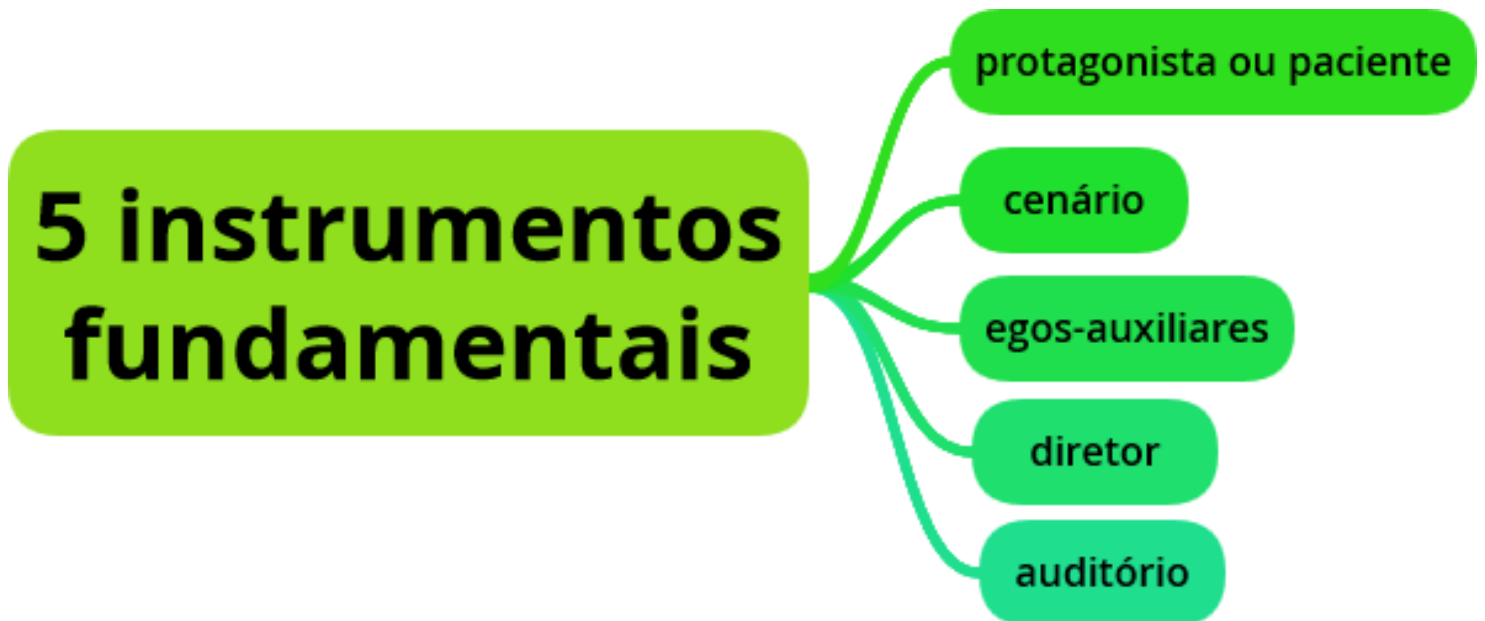 5 instrumentos
fundamentais
protagonista ou paciente
cenário
egos-auxiliares
diretor
auditório